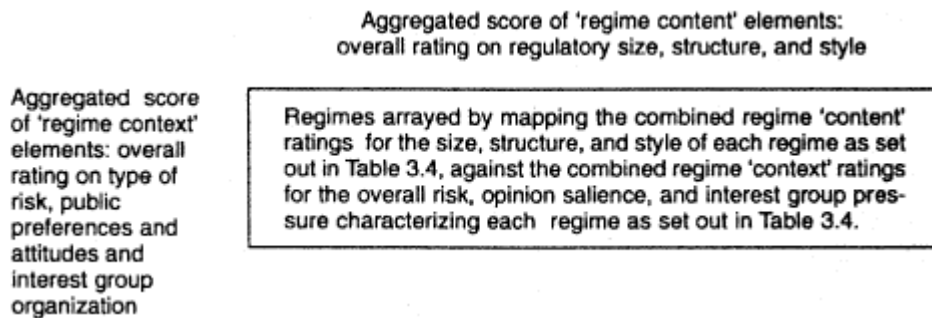 Aggregated score of 'regime content' elements:
overall rating on regulatory size, structure, and style
Aggregated score
of 'regime context'
elements: overall
rating on type of
risk, public
preferences and
attitudes and
interest group
organization
Regimes arrayed by mapping the combined regime 'content'
ratings for the size, structure, and style of each regime as set
out in Table 3.4, against the combined regime 'context' ratings
for the overall risk, opinion salience, and interest group pres-
sure characterizing each regime as set out in Table 3.4.